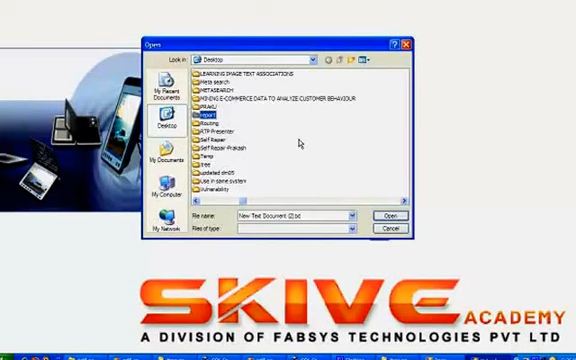 Open
Look in:
Desktop
LEARNING IMAGE TEXT ASSOCIATIONS
Meta search
METASEARCH
MINING E-COMMERCE DATA TO ANALYZE CUSTOMER BEHAVIOUR
PRAKU
report
Routing
RTP Presenter
Self Repair
Self Repair-Prakash
Temp
tree
updated dm05
Use in same system
Vulnerability
My Recent
Documents
Desktop
My Documents
My Computer
My Network
File name:
New Text Document (2).txt
Open
Files of type:
Cancel
SKIVE
ACADEMY
A DIVISION OF FABSYS TECHNOLOGIES PVT LTD